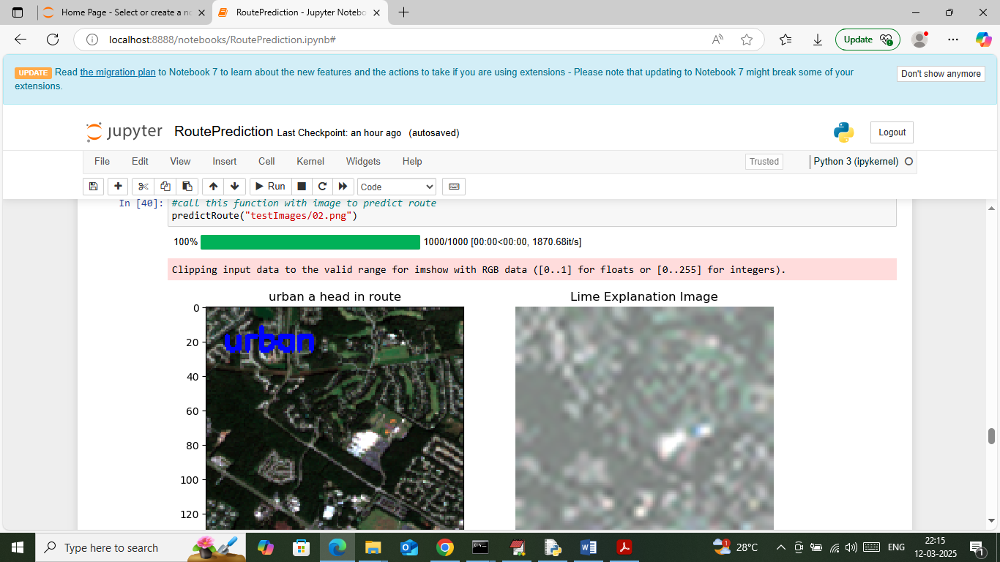 Home Page - Select or create a no
RoutePrediction - Jupyter Notebo
localhost:8888/notebooks/RoutePrediction.ipynb#
Update
UPDATE Read the migration plan to Notebook 7 to learn about the new features and the actions to take if you are using extensions - Please note that updating to Notebook 7 might break some of your
extensions.
Don't show anymore
jupyter RoutePrediction Last Checkpoint: an hour ago (autosaved)
Logout
File Edit View Insert Cell Kernel Widgets Help
Trusted
Python 3 (ipykernel)
Run
Code
In [40]: #call this function with image to predict route
predictRoute("testImages/02.png")
100% 1000/1000 [00:00<00:00, 1870.68it/s]
Clipping input data to the valid range for imshow with RGB data ([0..1] for floats or [0..255] for integers).
urban a head in route
Lime Explanation Image
urban
0
20
40
60
80
100
120
Type here to search
1
28°C
ENG
22:15
12-03-2025
1